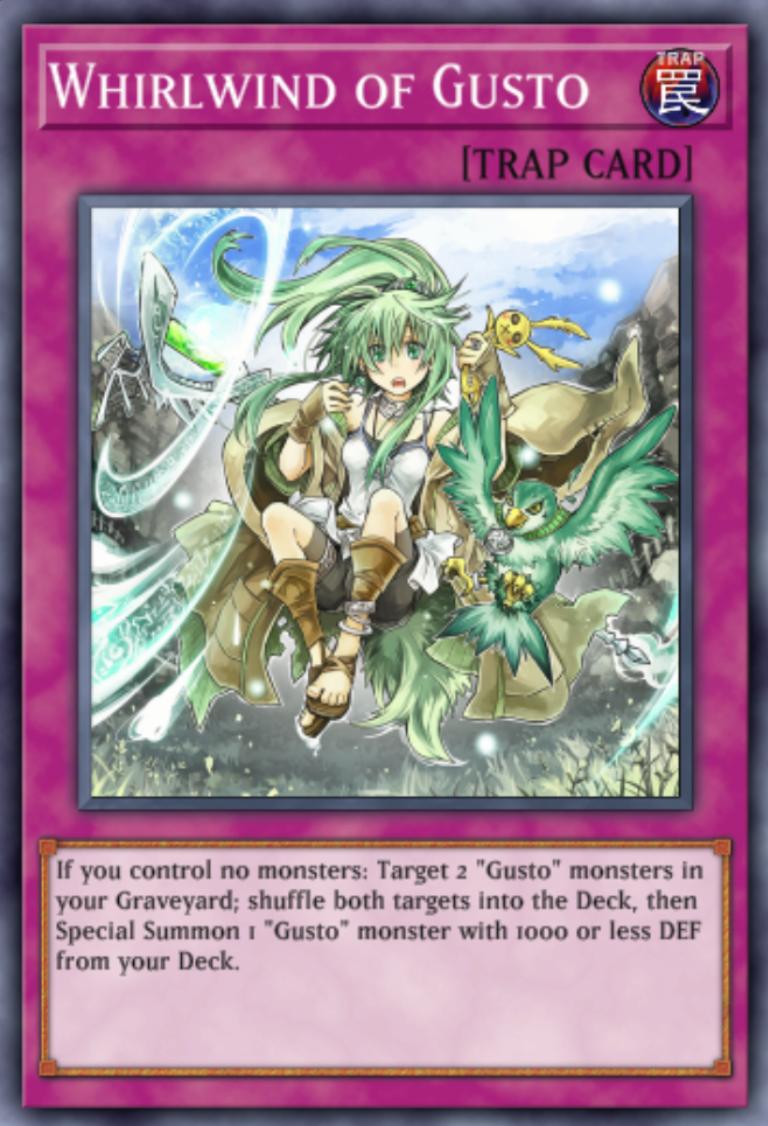 Whirlwind of Gusto
TRAP
罠
[TRAP CARD]
If you control no monsters: Target 2 "Gusto" monsters in
your Graveyard; shuffle both targets into the Deck, then
Special Summon 1 "Gusto" monster with 1000 or less DEF
from your Deck.